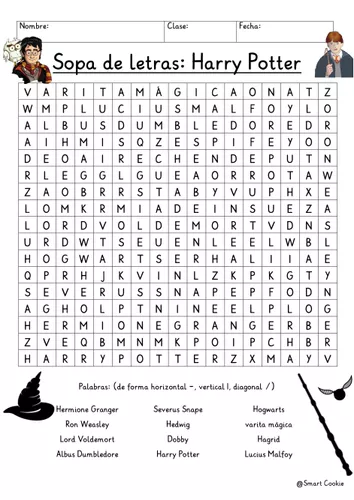 Nombre: Clase: Fecha:
Sopa de letras: Harry Potter
V A R I T A M Á G I C A O N A T Z
W M P L U C I U S M A L F O Y L O
A L B U S D U M B L E D O R E D R
A I H M I S Q Z E S P I F E Y O O
D E O A I R E C H E N D E P U T N
R L E G G L G U E A O R R O T A W
Z A O B R R S T A B Y V U P H X E
L O M K R M I A D E I N S U E Z A
L O R D V O L D E M O R T V D N S
U R D W T S E U E N L E E L W B L
H O G W A R T S E R H A L I I A E
Q P R H J K V I N L Z K P K G T Y
S E V E R U S S N A P E P F O D N
A G H O L P T N I N E E L P L O G
H E R M I O N E G R A N G E R B E
Z V E Q B M N M K P O I P C H B R
H A R R Y P O T T E R Z X M A Y V
Palabras: (de forma horizontal -, vertical |, diagonal /)
Hermione Granger Severus Snape Hogwarts
Ron Weasley Hedwig varita mágica
Lord Voldemort Dobby Hagrid
Albus Dumbledore Harry Potter Lucius Malfoy
@Smart Cookie